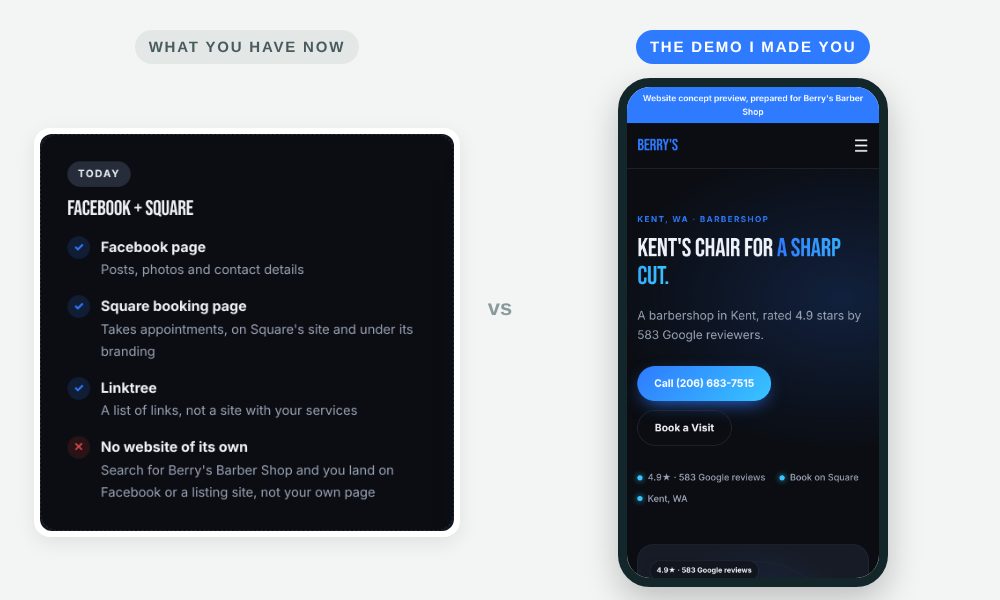 WHAT YOU HAVE NOW
TODAY
FACEBOOK + SQUARE
Facebook page
Posts, photos and contact details
Square booking page
Takes appointments, on Square's site and under its
branding
Linktree
A list of links, not a site with your services
No website of its own
Search for Berry's Barber Shop and you land on
Facebook or a listing site, not your own page
vs
THE DEMO I MADE YOU
Website concept preview, prepared for Berry's Barber
Shop
BERRY'S
KENT, WA · BARBERSHOP
KENT'S CHAIR FOR A SHARP
CUT.
A barbershop in Kent, rated 4.9 stars by
583 Google reviewers.
Call (206) 683-7515
Book a Visit
4.9★ · 583 Google reviews
Book on Square
Kent, WA
4.9★ · 583 Google reviews